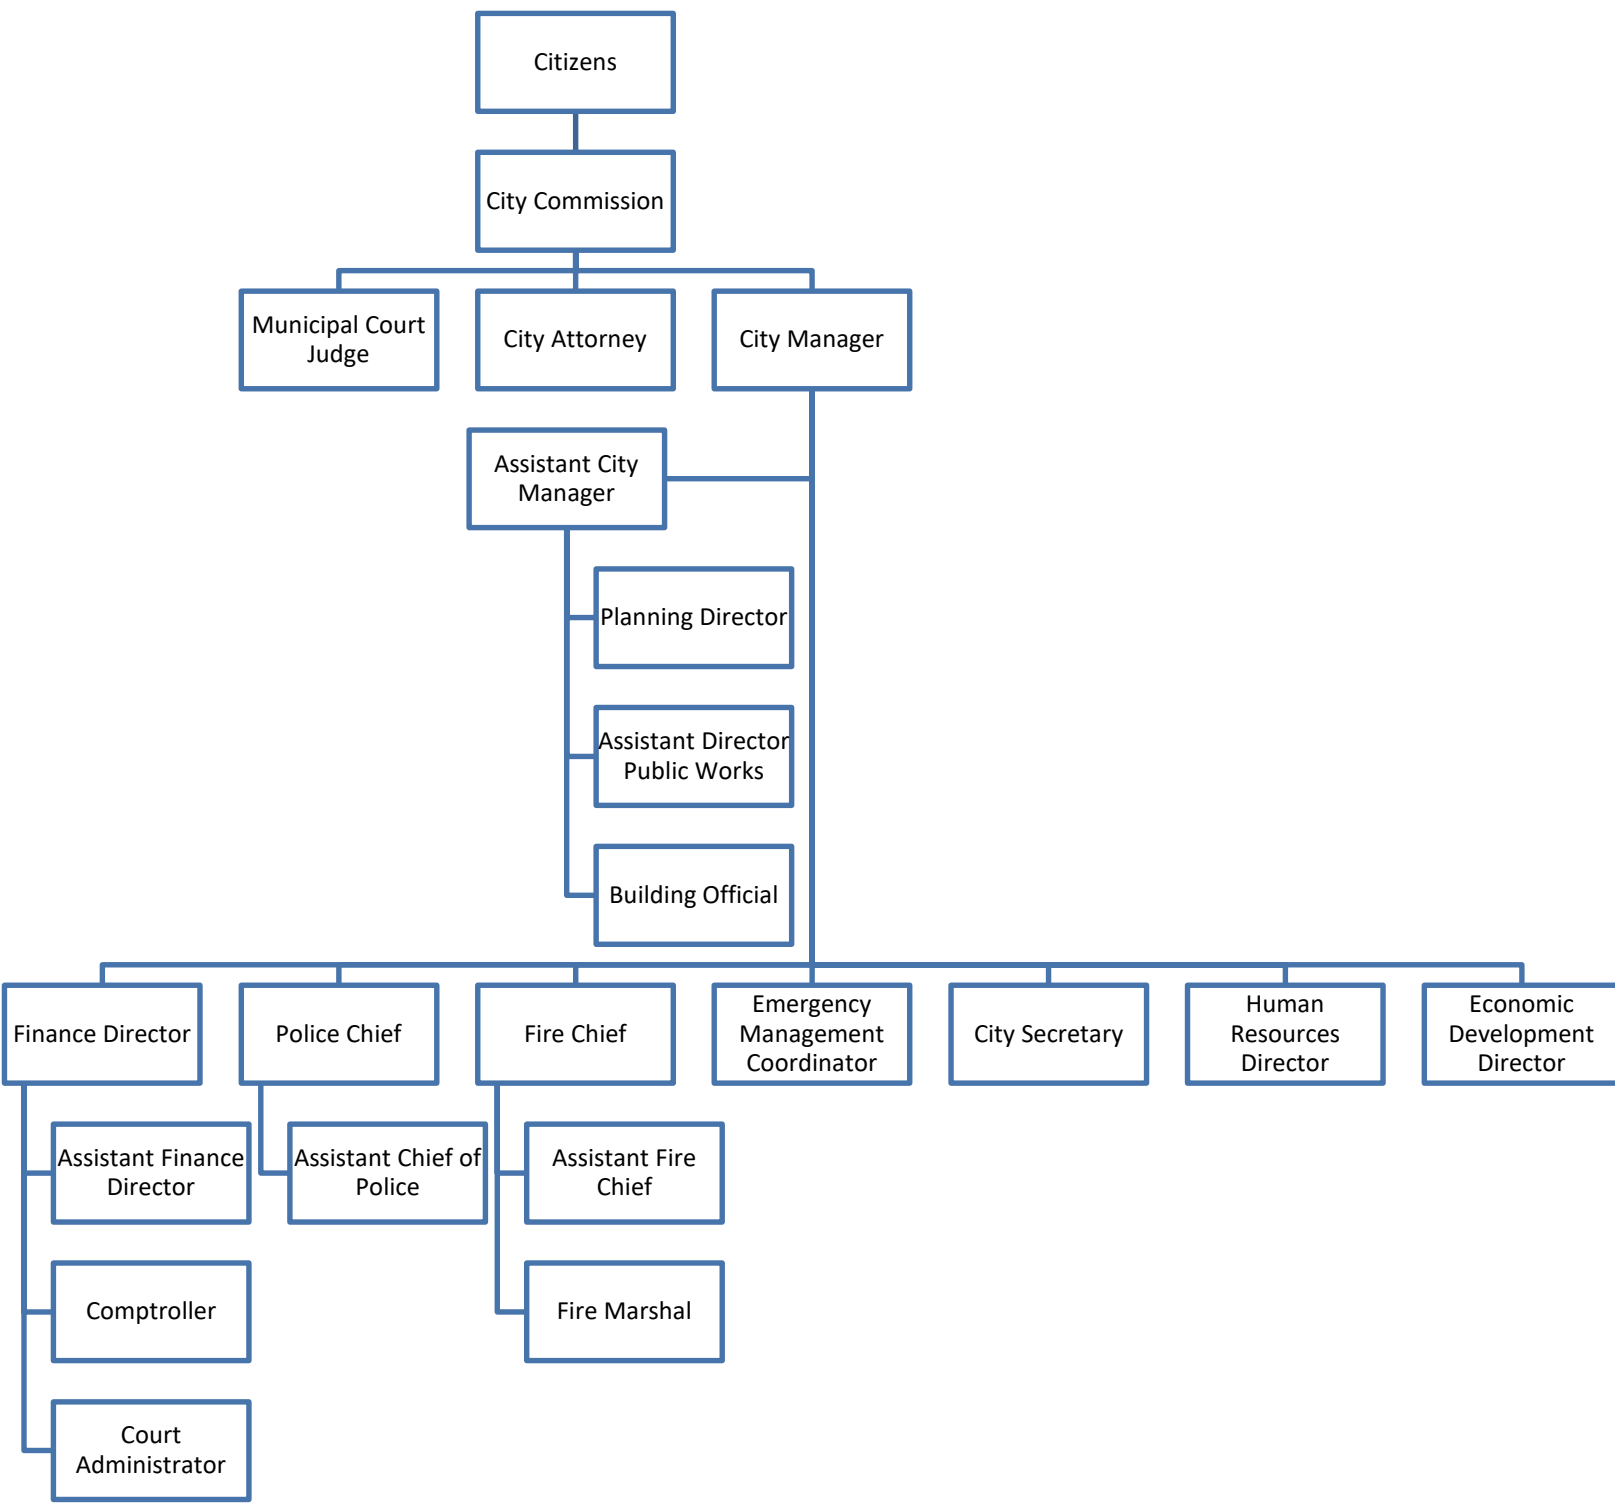 Citizens
City Commission
Municipal Court
Judge
City Attorney
City Manager
Assistant City
Manager
Planning Director
Assistant Director
Public Works
Building Official
Finance Director
Police Chief
Fire Chief
Emergency
Management
Coordinator
City Secretary
Human
Resources
Director
Economic
Development
Director
Assistant Finance
Director
Assistant Chief of
Police
Assistant Fire
Chief
Comptroller
Fire Marshal
Court
Administrator